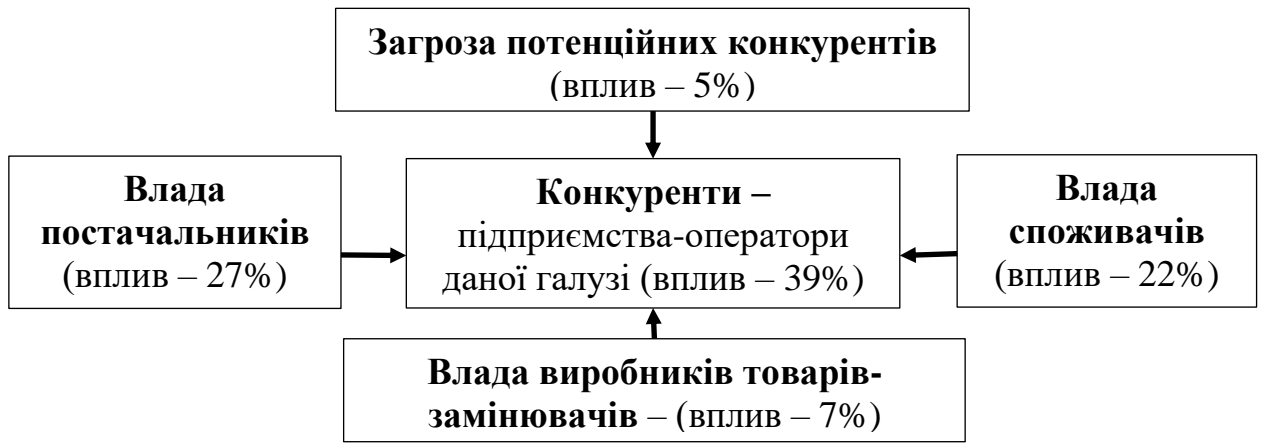 Загроза потенційних конкурентів
(вплив – 5%)
Влада
постачальників
(вплив – 27%)
Конкуренти –
підприємства-оператори
даної галузі (вплив – 39%)
Влада
споживачів
(вплив – 22%)
Влада виробників товарів-
замінювачів – (вплив – 7%)